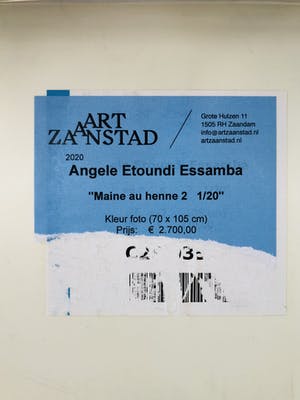 ART
ZAANSTAD
Grote Hulzen 11
1505 RH Zaandam
info@artzaanstad.nl
artzaanstad.nl
2020
Angele Etoundi Essamba
"Maine au henne 2 1/20"
Kleur foto (70 x 105 cm)
Prijs: € 2.700,00